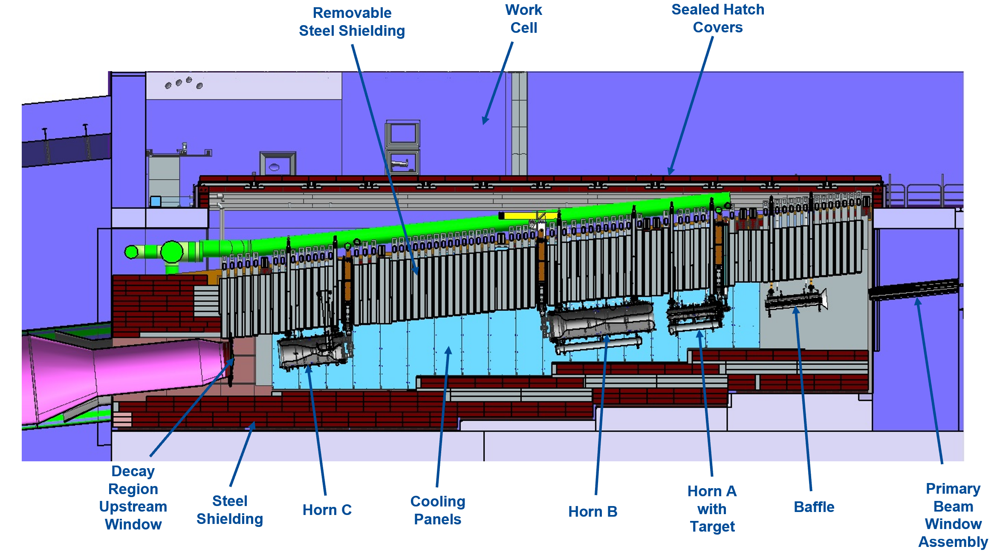 Removable
Steel Shielding
Work
Cell
Sealed Hatch
Covers
Decay
Region
Upstream
Window
Steel
Shielding
Horn C
Cooling
Panels
Horn B
Horn A
with
Target
Baffle
Primary
Beam
Window
Assembly